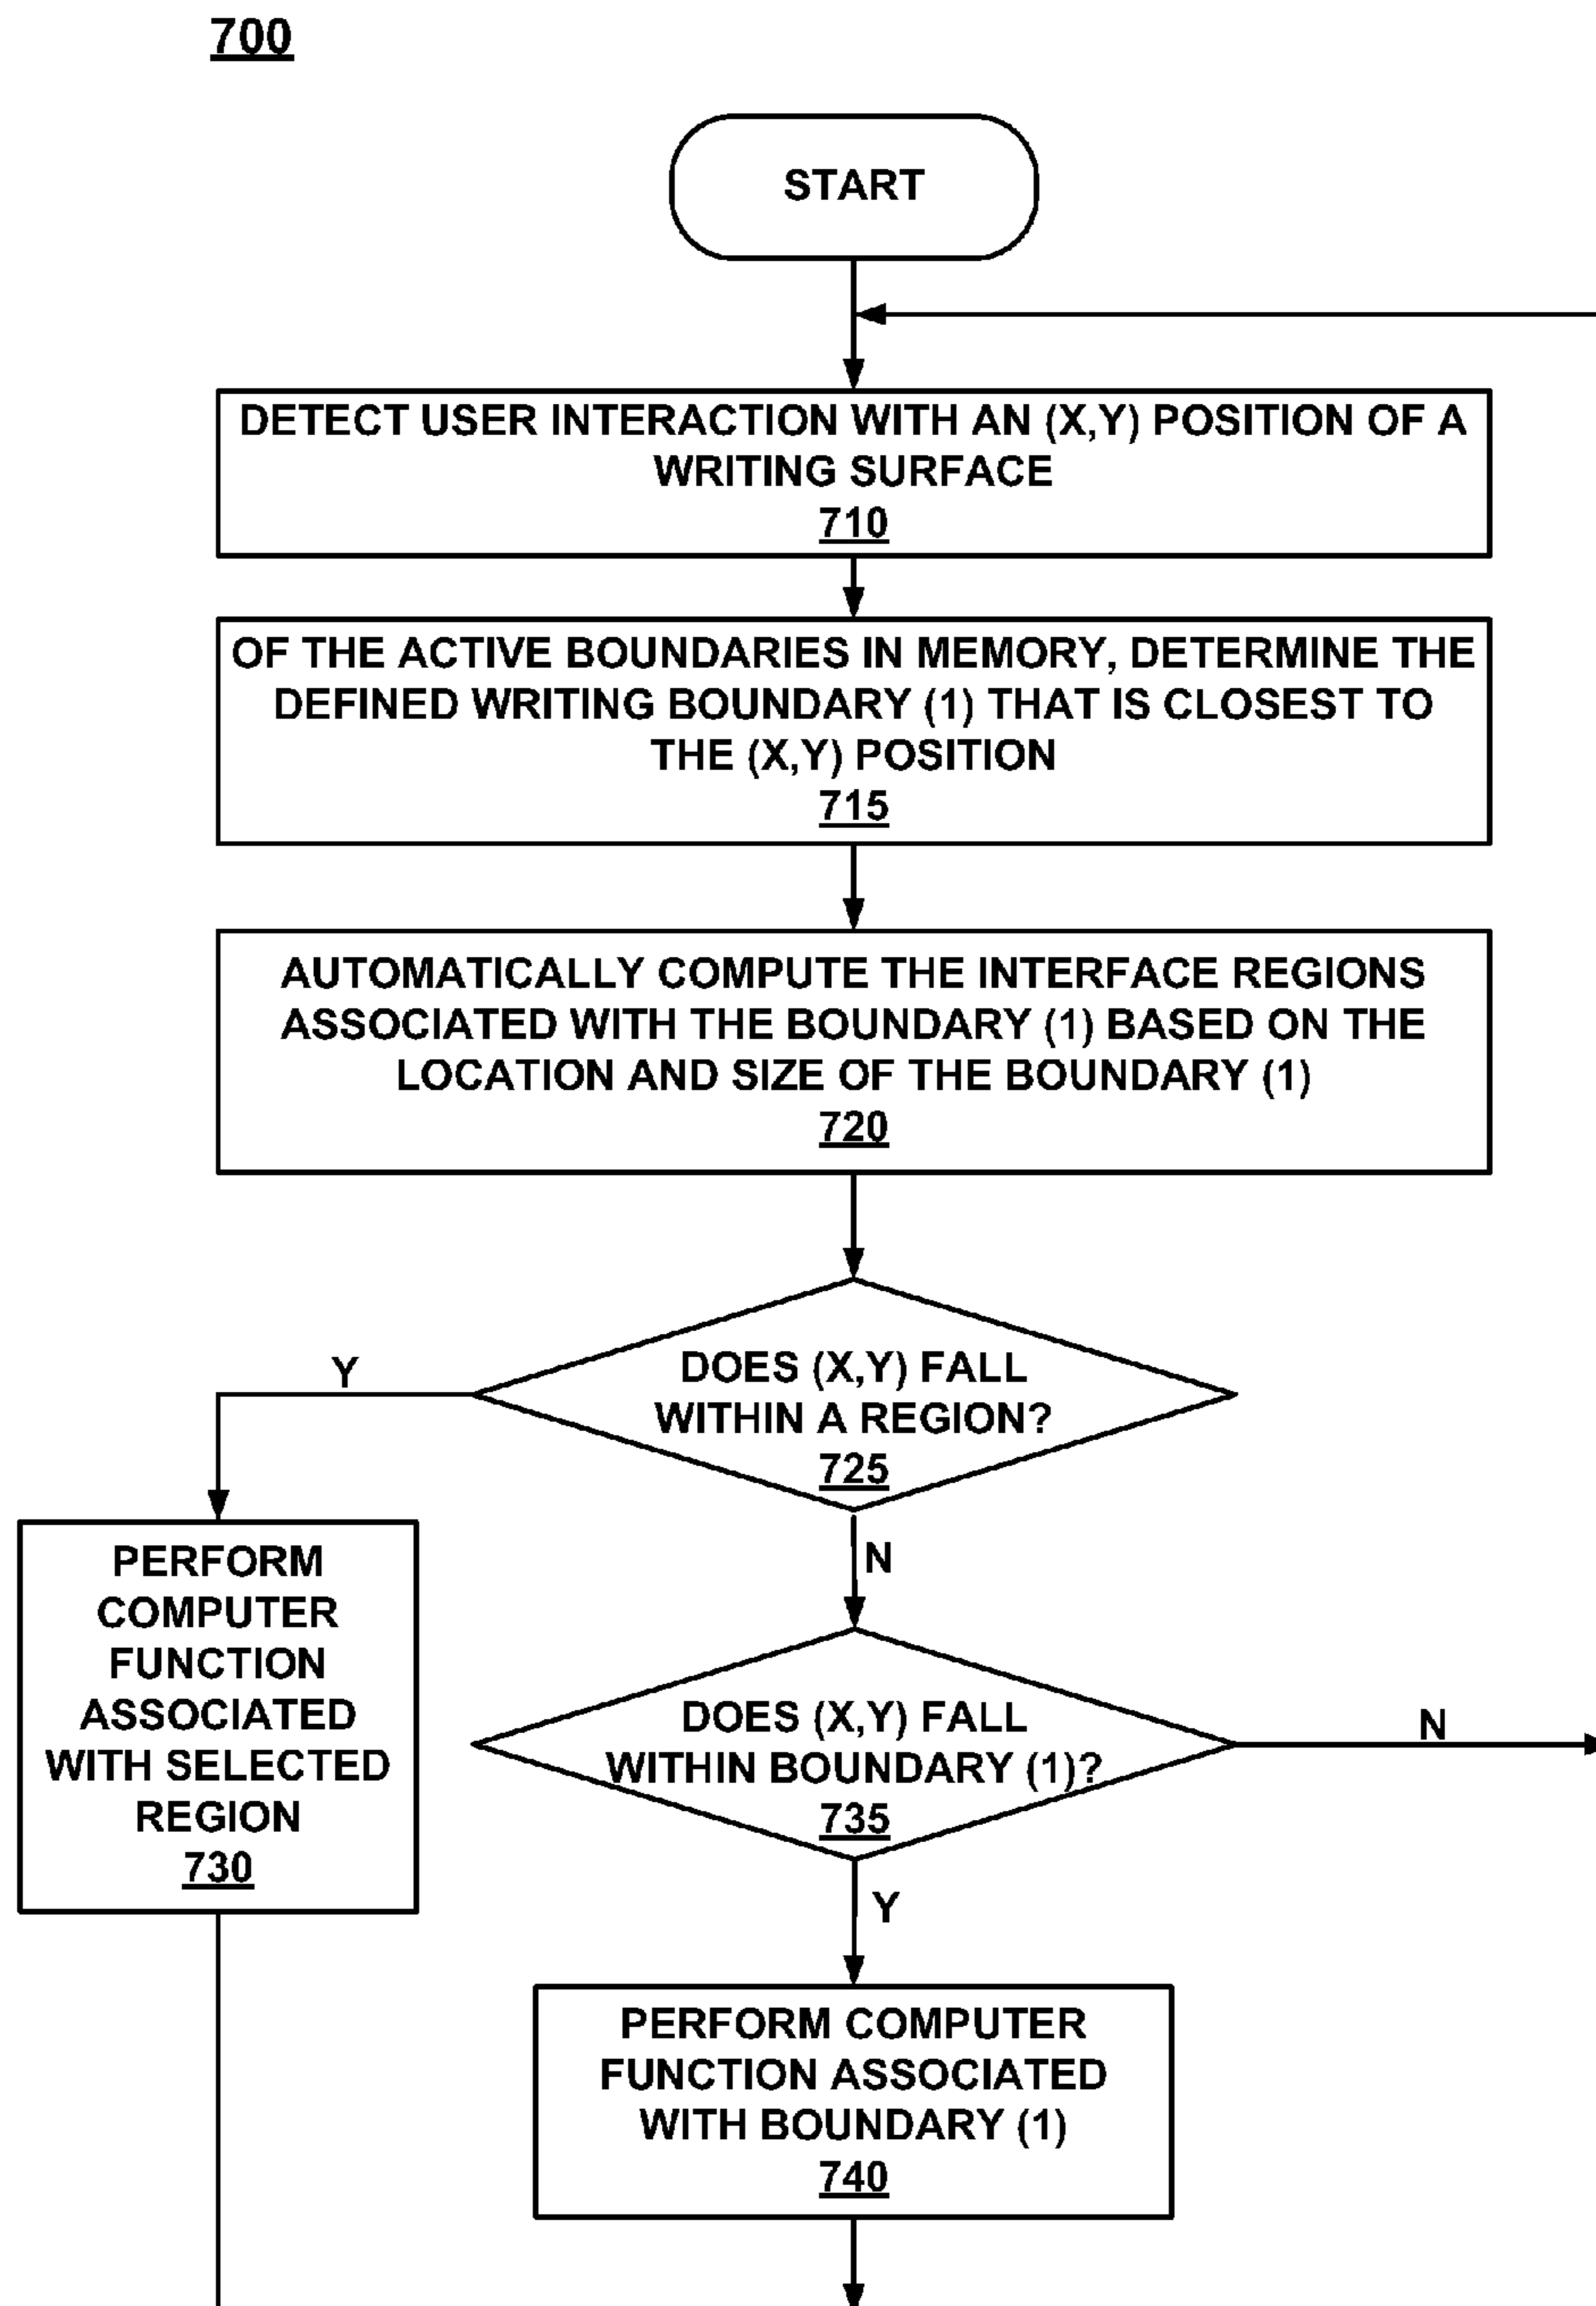 700
START
DETECT USER INTERACTION WITH AN (X,Y) POSITION OF A
WRITING SURFACE
710
OF THE ACTIVE BOUNDARIES IN MEMORY, DETERMINE THE
DEFINED WRITING BOUNDARY (1) THAT IS CLOSEST TO
THE (X,Y) POSITION
715
AUTOMATICALLY COMPUTE THE INTERFACE REGIONS
ASSOCIATED WITH THE BOUNDARY (1) BASED ON THE
LOCATION AND SIZE OF THE BOUNDARY (1)
720
DOES (X,Y) FALL
WITHIN A REGION?
725
Y
N
PERFORM
COMPUTER
FUNCTION
ASSOCIATED
WITH SELECTED
REGION
730
DOES (X,Y) FALL
WITHIN BOUNDARY (1)?
735
N
Y
PERFORM COMPUTER
FUNCTION ASSOCIATED
WITH BOUNDARY (1)
740